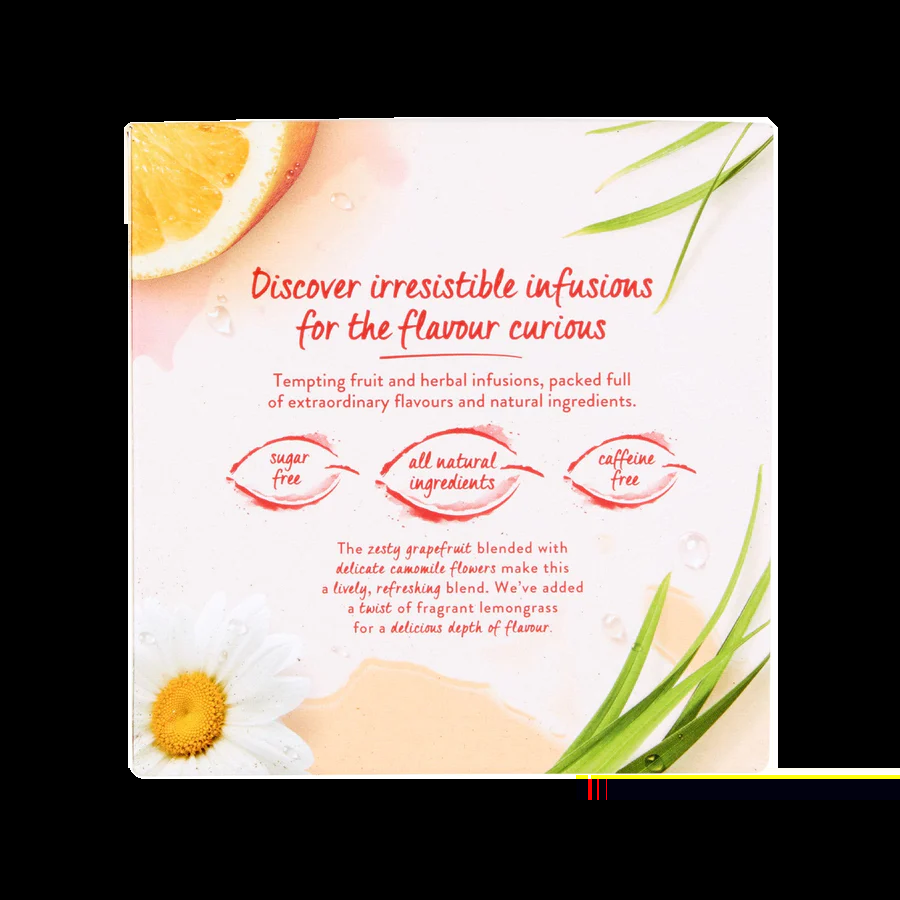 Discover irresistible infusions
for the flavour curious
Tempting fruit and herbal infusions, packed full
of extraordinary flavours and natural ingredients.
sugar
free
all natural
ingredients
caffeine
free
The zesty grapefruit blended with
delicate camomile flowers make this
a lively, refreshing blend. We've added
a twist of fragrant lemongrass
for a delicious depth of flavour.